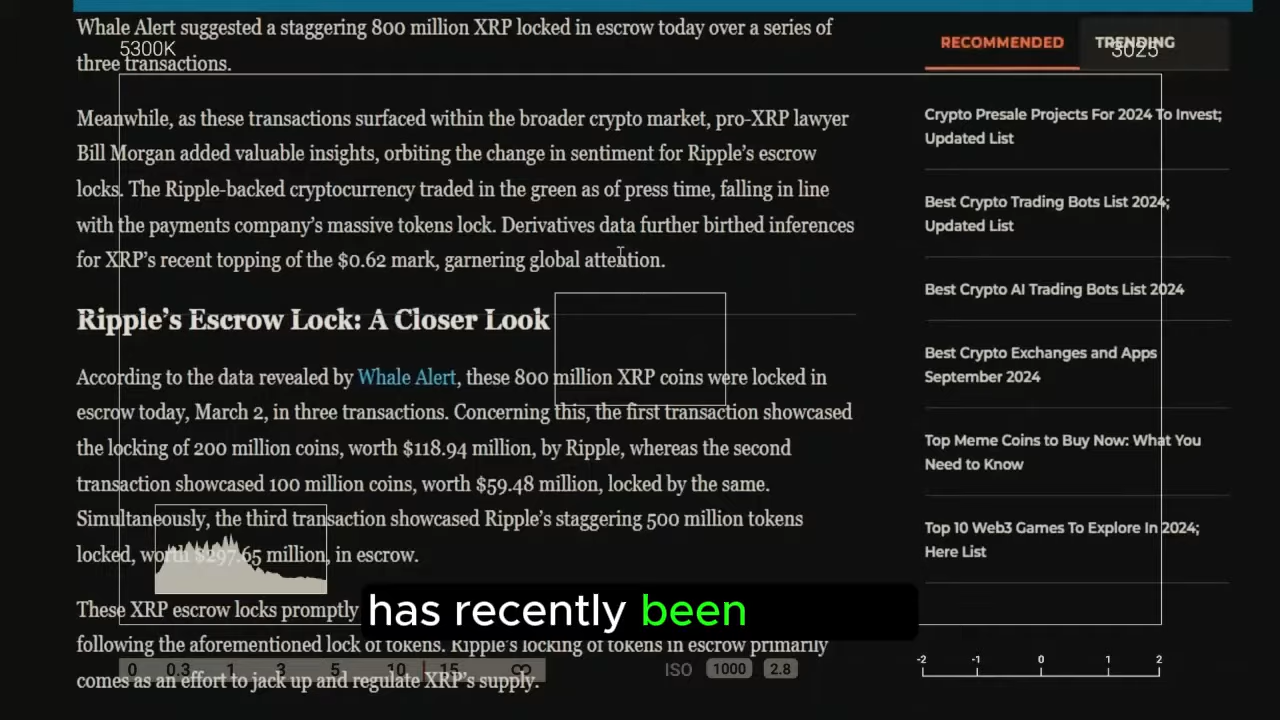 Whale Alert suggested a staggering 800 million XRP locked in escrow today over a series of
three transactions.
5300K
3025
RECOMMENDED
TRENDING
Meanwhile, as these transactions surfaced within the broader crypto market, pro-XRP lawyer
Bill Morgan added valuable insights, orbiting the change in sentiment for Ripple's escrow
locks. The Ripple-backed cryptocurrency traded in the green as of press time, falling in line
with the payments company's massive tokens lock. Derivatives data further birthed inferences
for XRP's recent topping of the $0.62 mark, garnering global attention.
Ripple's Escrow Lock: A Closer Look
According to the data revealed by Whale Alert, these 800 million XRP coins were locked in
escrow today, March 2, in three transactions. Concerning this, the first transaction showcased
the locking of 200 million coins, worth $118.94 million, by Ripple, whereas the second
transaction showcased 100 million coins, worth $59.48 million, locked by the same.
Simultaneously, the third transaction showcased Ripple's staggering 500 million tokens
locked, worth $297.65 million, in escrow.
These XRP escrow locks promptly
following the aforementioned lock of tokens. Ripple's locking of tokens in escrow primarily
comes as an effort to jack up and regulate XRP's supply.
Crypto Presale Projects For 2024 To Invest;
Updated List
Best Crypto Trading Bots List 2024;
Updated List
Best Crypto AI Trading Bots List 2024
Best Crypto Exchanges and Apps
September 2024
Top Meme Coins to Buy Now: What You
Need to Know
Top 10 Web3 Games To Explore In 2024;
Here List
has recently been
0 0.3 1 3 5 10 15 ∞
ISO 1000 2.8
-2 -1 0 1 2